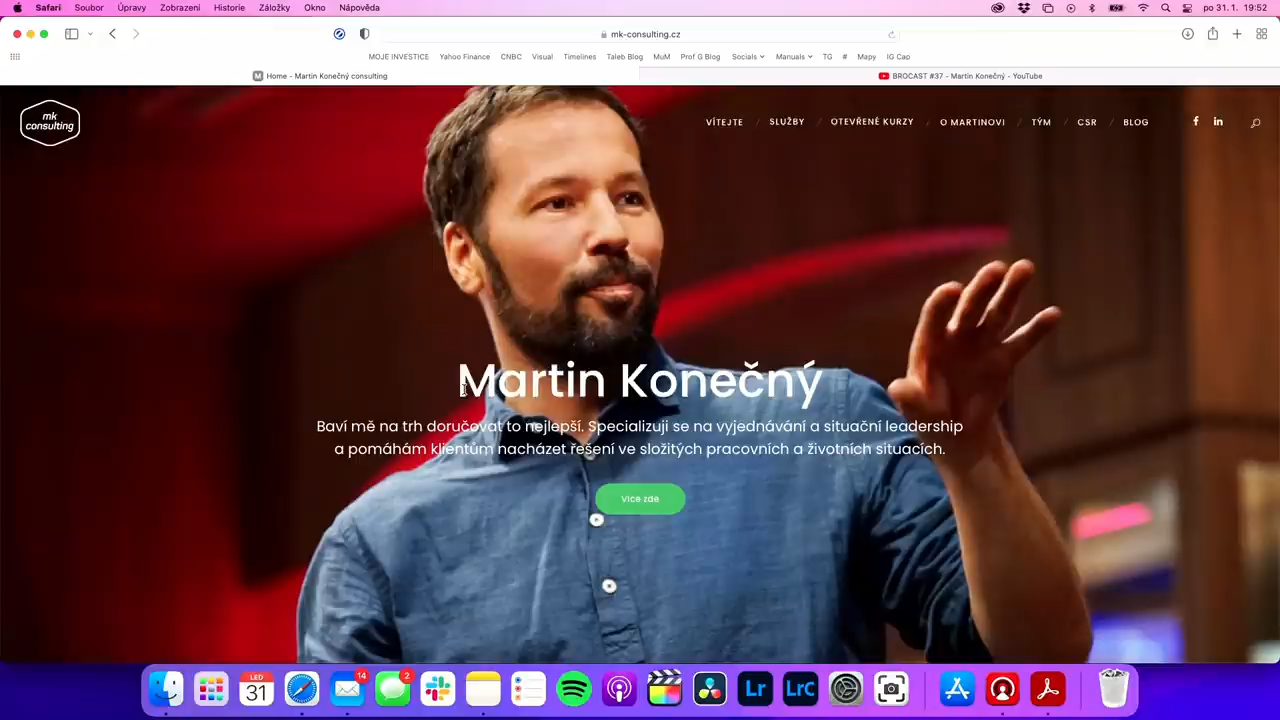 Safari Soubor Úpravy Zobrazení Historie Záložky Okno Nápověda po 31. 1. 19:52
mk-consulting.cz
MOJE INVESTICE Yahoo Finance CNBC Visual Timelines Taleb Blog MuM Prof G Blog Socials Manuals TG # Mapy IG Cap
M Home - Martin Konečný consulting BROCAST #37 - Martin Konečný - YouTube
mk
consulting
VÍTEJTE / SLUŽBY / OTEVŘENÉ KURZY / O MARTINOVI / TÝM / CSR / BLOG f in
Martin Konečný
Baví mě na trh doručovat to nejlepší. Specializuji se na vyjednávání a situační leadership
a pomáhám klientům nacházet řešení ve složitých pracovních a životních situacích.
Více zde
LED
31
14
2
Lr
LrC